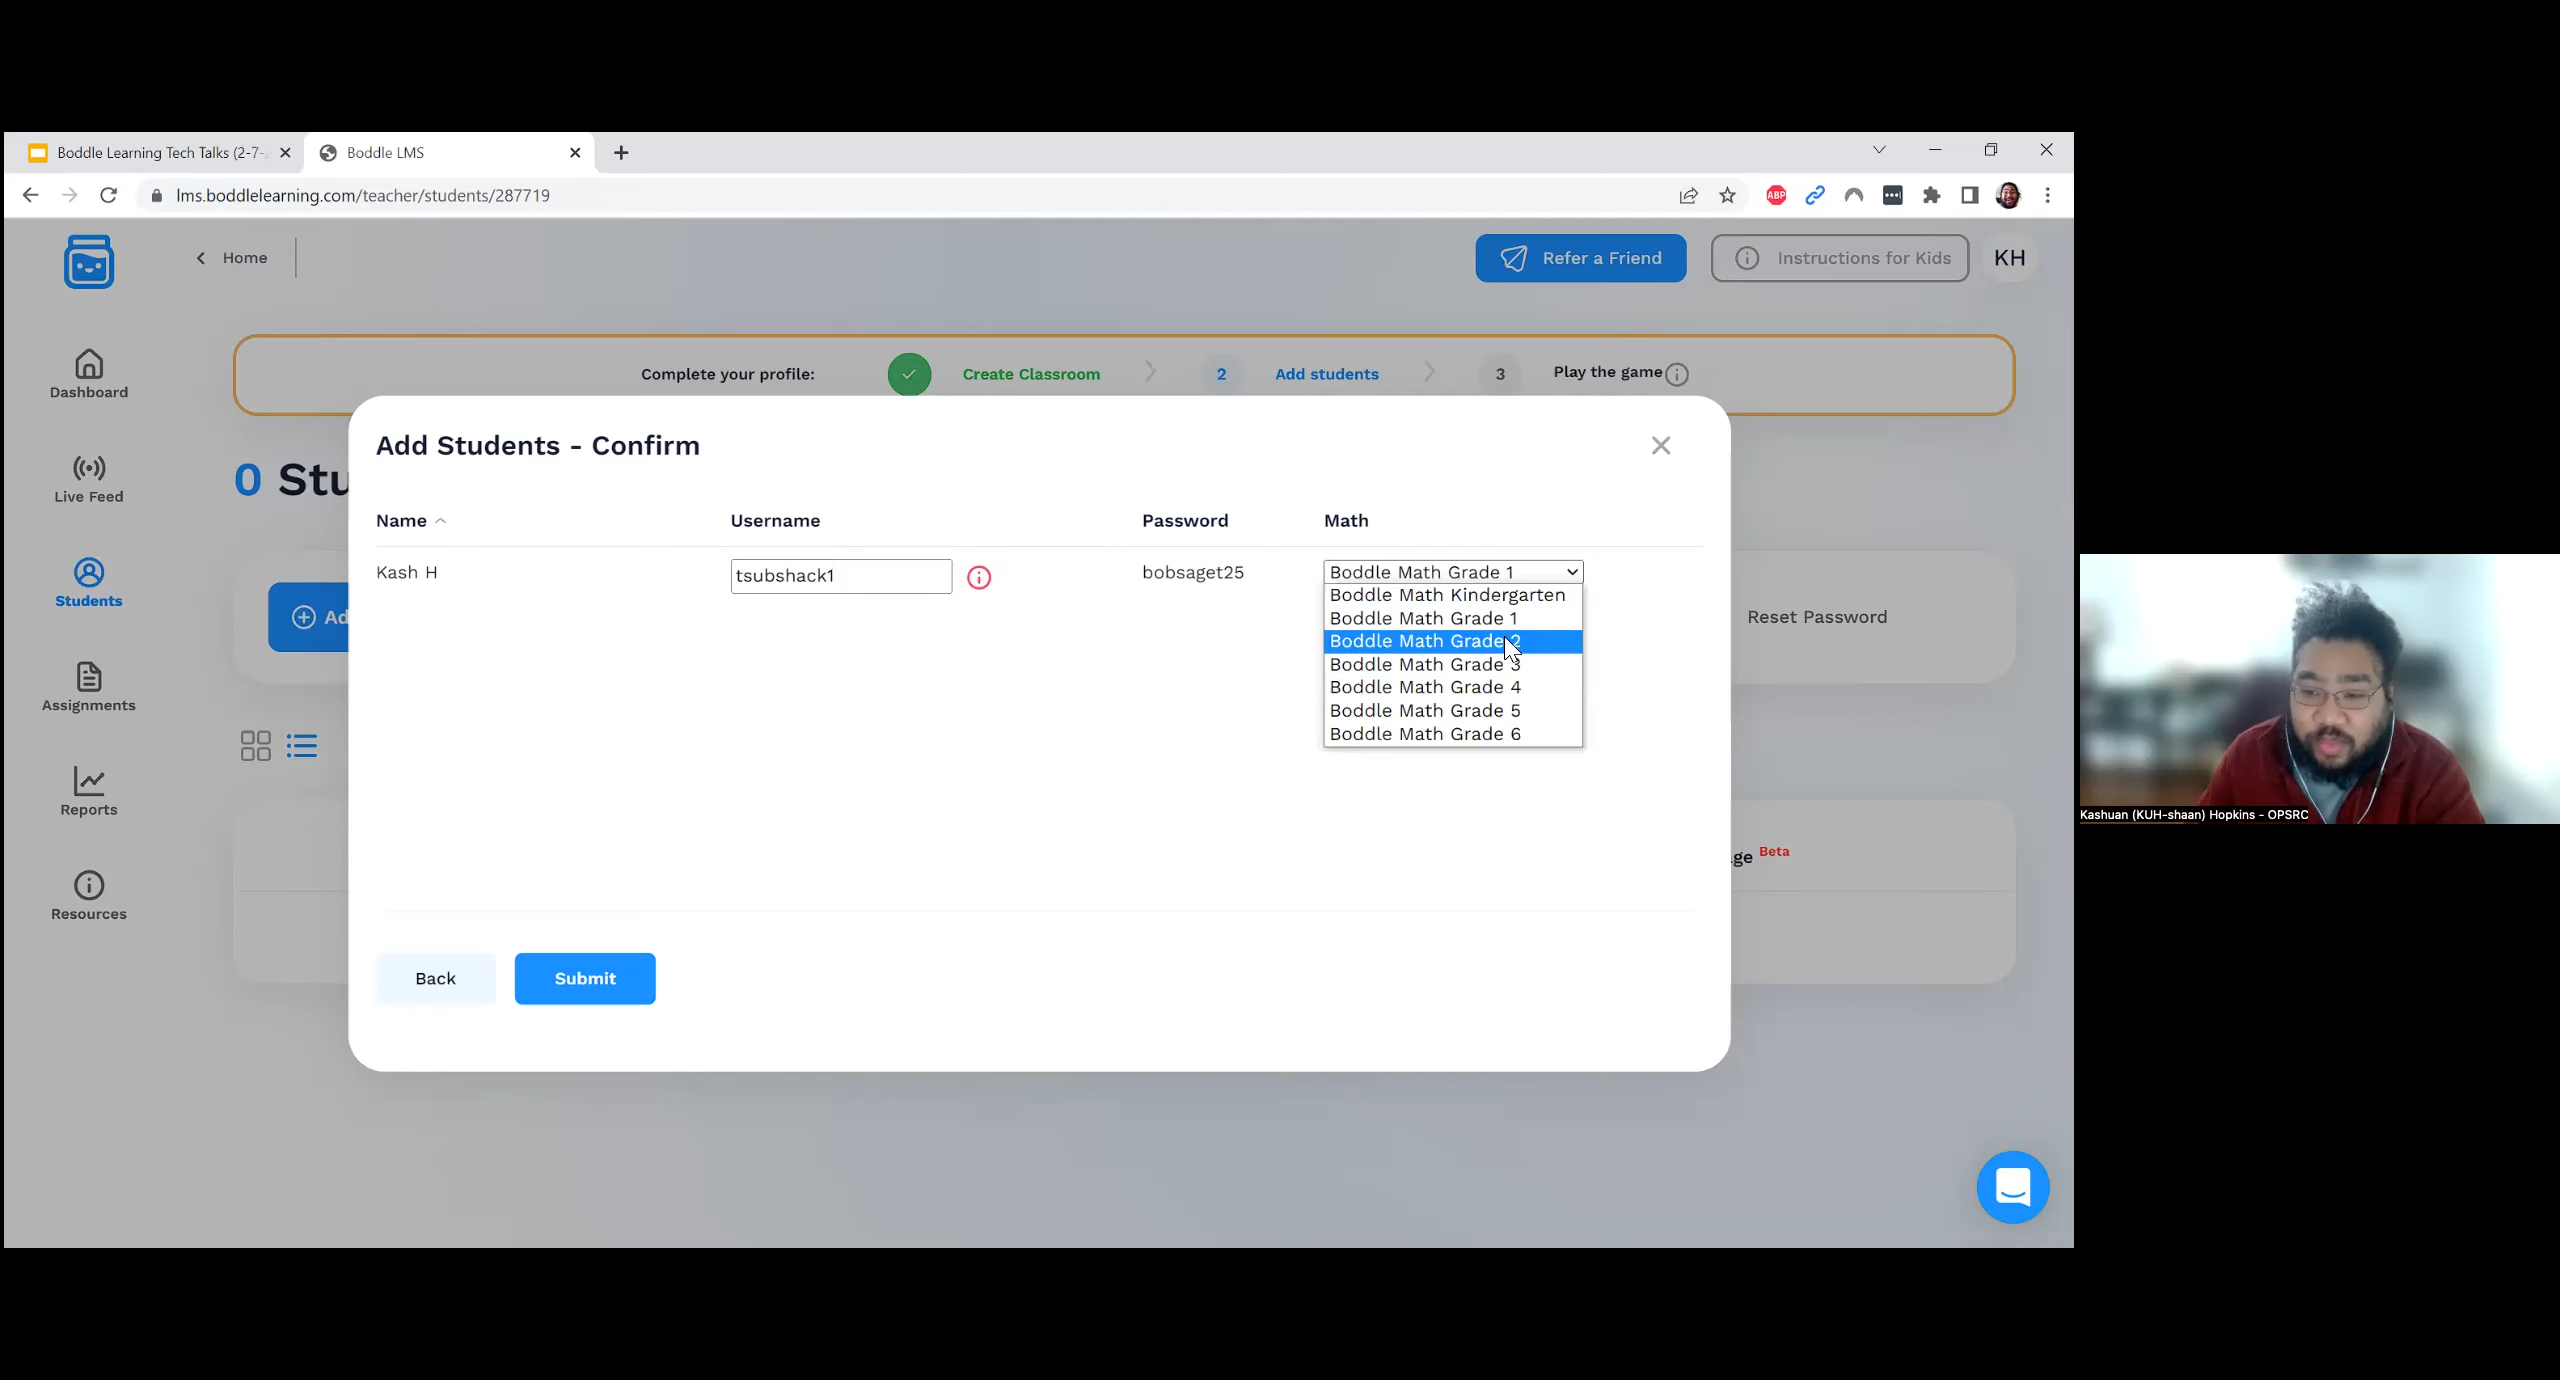 Boddle Learning Tech Talks (2-7-
Boddle LMS
lms.boddlelearning.com/teacher/students/287719
ABP
Home
Refer a Friend
Instructions for Kids
KH
Complete your profile:
Create Classroom
2
Add students
3
Play the game
Dashboard
Live Feed
Students
Assignments
Reports
Resources
0 Stu
Ad
Reset Password
ge Beta
Add Students - Confirm
Name
Username
Password
Math
Kash H
tsubshack1
bobsaget25
Boddle Math Grade 1
Boddle Math Kindergarten
Boddle Math Grade 1
Boddle Math Grade 2
Boddle Math Grade 3
Boddle Math Grade 4
Boddle Math Grade 5
Boddle Math Grade 6
Back
Submit
Kashuan (KUH-shaan) Hopkins - OPSRC